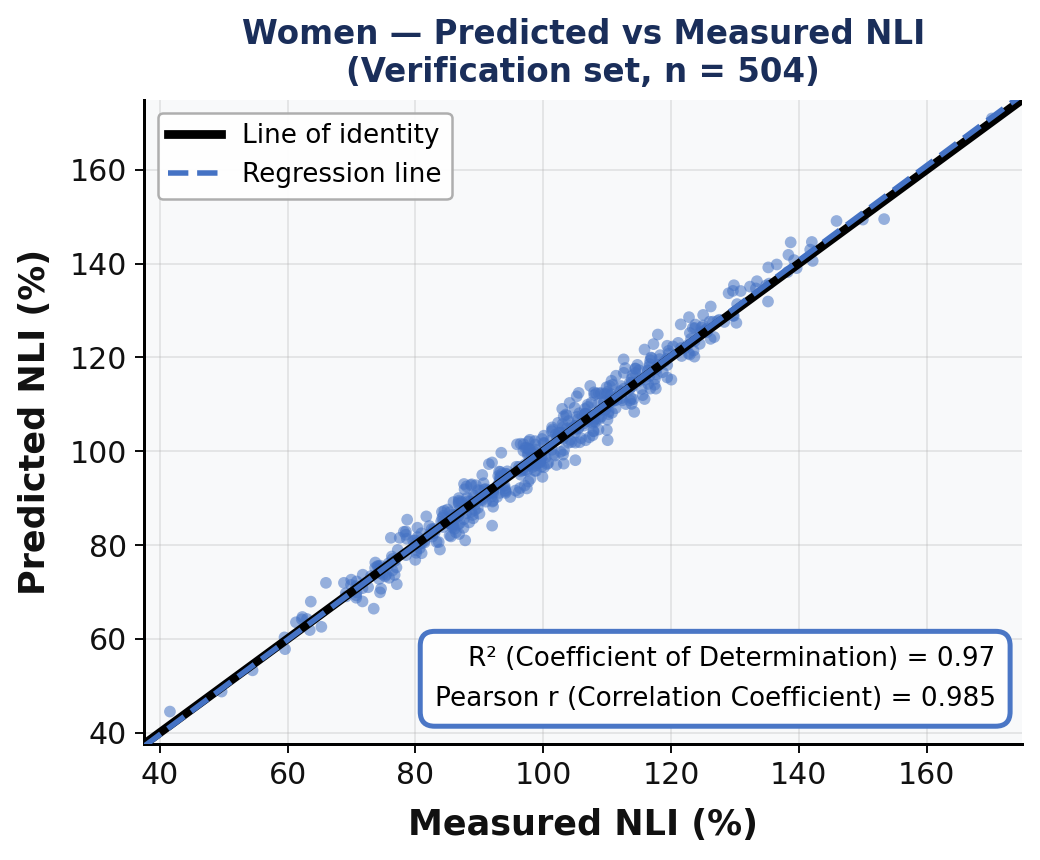 Women — Predicted vs Measured NLI
(Verification set, n = 504)
Line of identity
Regression line
Predicted NLI (%)
160
140
120
100
80
60
40
R² (Coefficient of Determination) = 0.97
Pearson r (Correlation Coefficient) = 0.985
40 60 80 100 120 140 160
Measured NLI (%)